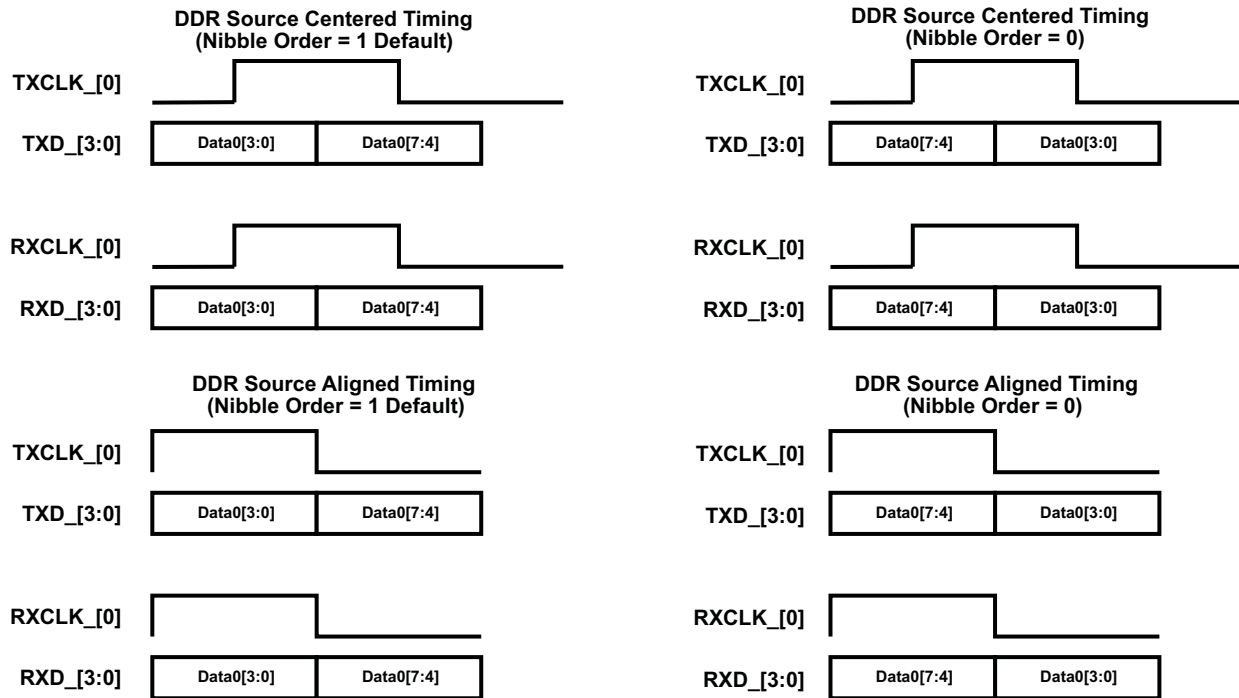 DDR Source Centered Timing
(Nibble Order = 1 Default)
TXCLK_[0]
TXD_[3:0] Data0[3:0] Data0[7:4]
RXCLK_[0]
RXD_[3:0] Data0[3:0] Data0[7:4]
DDR Source Centered Timing
(Nibble Order = 0)
TXCLK_[0]
TXD_[3:0] Data0[7:4] Data0[3:0]
RXCLK_[0]
RXD_[3:0] Data0[7:4] Data0[3:0]
DDR Source Aligned Timing
(Nibble Order = 1 Default)
TXCLK_[0]
TXD_[3:0] Data0[3:0] Data0[7:4]
RXCLK_[0]
RXD_[3:0] Data0[3:0] Data0[7:4]
DDR Source Aligned Timing
(Nibble Order = 0)
TXCLK_[0]
TXD_[3:0] Data0[7:4] Data0[3:0]
RXCLK_[0]
RXD_[3:0] Data0[7:4] Data0[3:0]